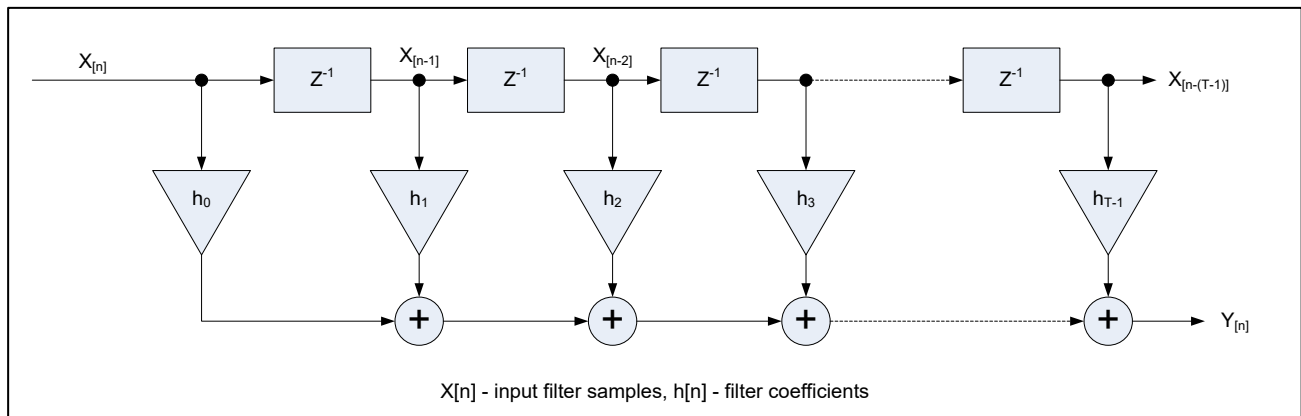 X[n]
X[n-1]
X[n-2]
Z-1
Z-1
Z-1
Z-1
X[n-(T-1)]
h0
h1
h2
h3
hT-1
+
+
+
+
Y[n]
X[n] - input filter samples, h[n] - filter coefficients